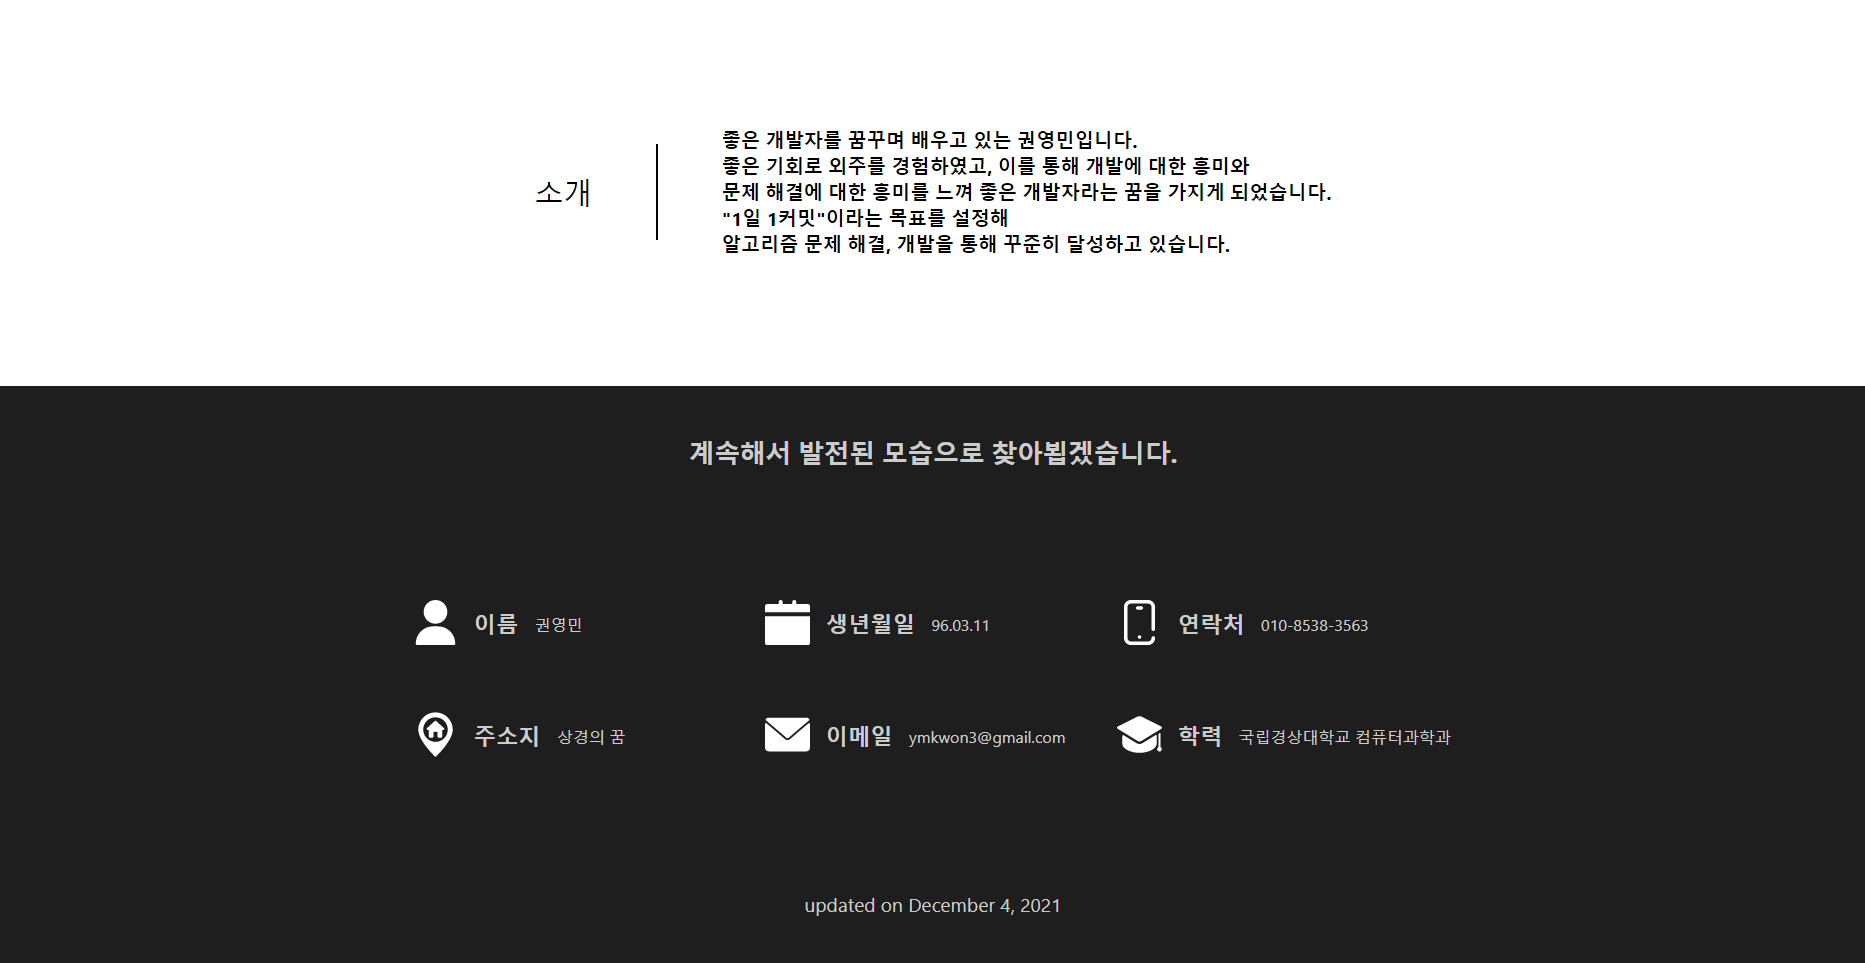 소개
좋은 개발자를 꿈꾸며 배우고 있는 권영민입니다.
좋은 기회로 외주를 경험하였고, 이를 통해 개발에 대한 흥미와
문제 해결에 대한 흥미를 느껴 좋은 개발자라는 꿈을 가지게 되었습니다.
"1일 1커밋"이라는 목표를 설정해
알고리즘 문제 해결, 개발을 통해 꾸준히 달성하고 있습니다.
계속해서 발전된 모습으로 찾아뵙겠습니다.
이름 권영민
생년월일 96.03.11
연락처 010-8538-3563
주소지 상경의 꿈
이메일 ymkwon3@gmail.com
학력 국립경상대학교 컴퓨터과학과
updated on December 4, 2021